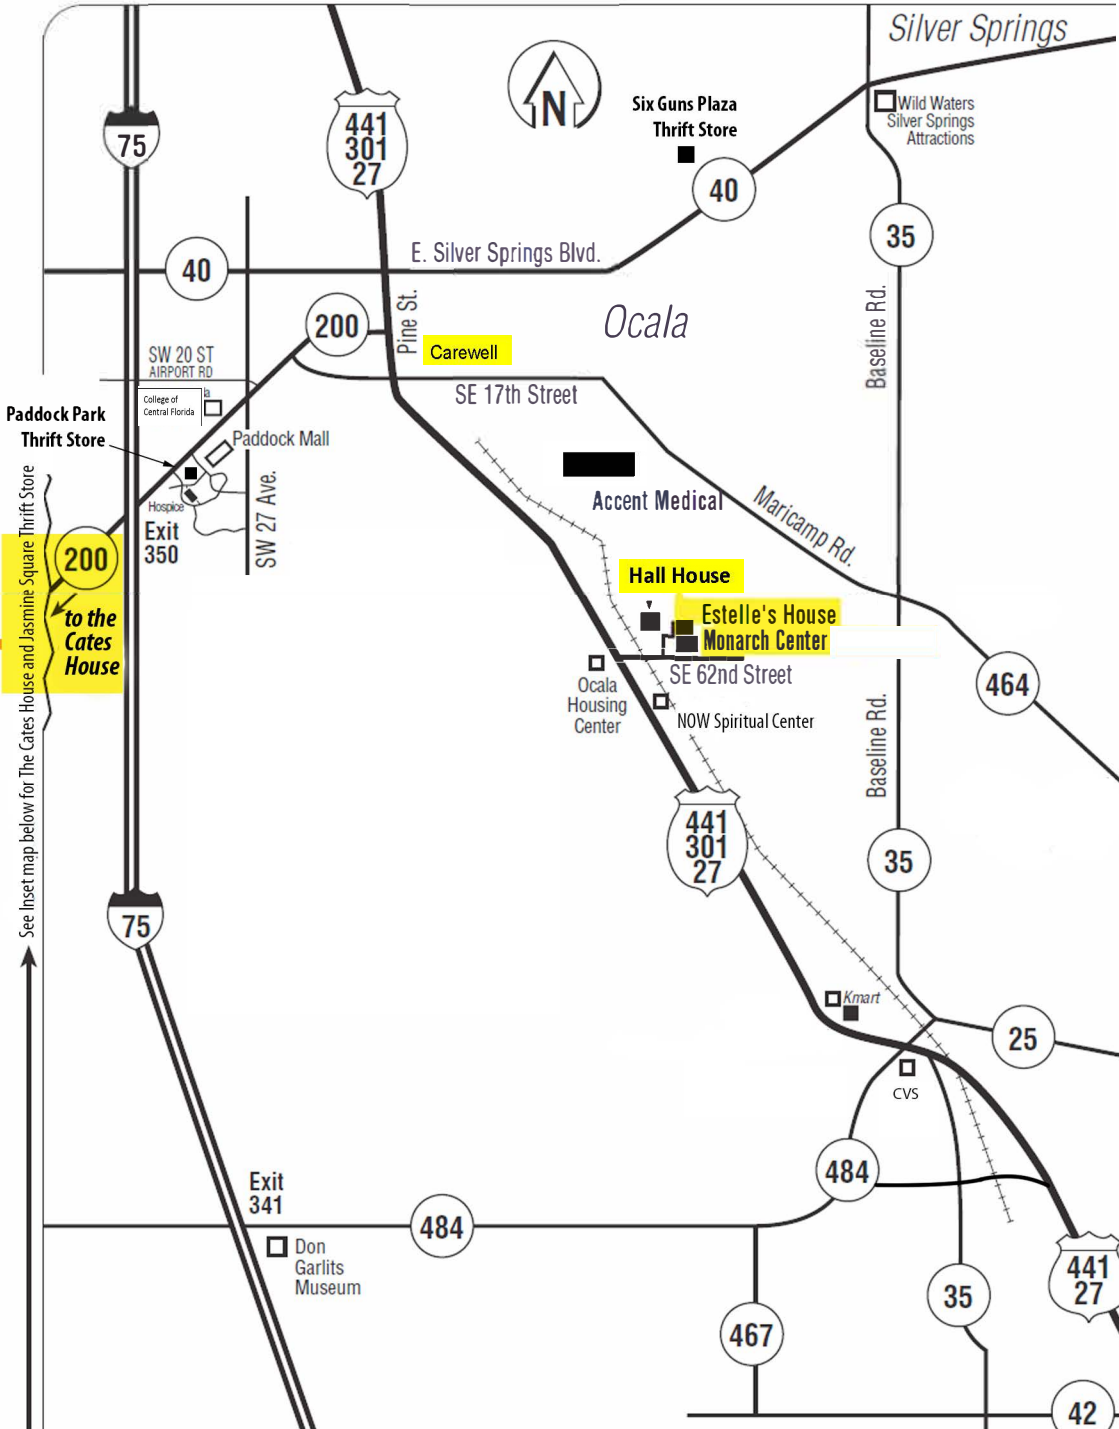 Silver Springs
75
441
301
27
N
Six Guns Plaza
Thrift Store
Wild Waters
Silver Springs
Attractions
40
35
E. Silver Springs Blvd.
40
200
Pine St.
Ocala
Baseline Rd.
Carewell
SW 20 ST
AIRPORT RD
SE 17th Street
College of
Central Florida
la
Paddock Park
Thrift Store
Paddock Mall
Hospice
SW 27 Ave.
Exit
350
Accent Medical
Maricamp Rd.
200
to the
Cates
House
See Inset map below for The Cates House and Jasmine Square Thrift Store
Hall House
Estelle's House
Monarch Center
SE 62nd Street
Ocala
Housing
Center
NOW Spiritual Center
464
Baseline Rd.
441
301
27
35
75
Kmart
25
CVS
484
Exit
341
484
Don
Garlits
Museum
441
27
35
467
42